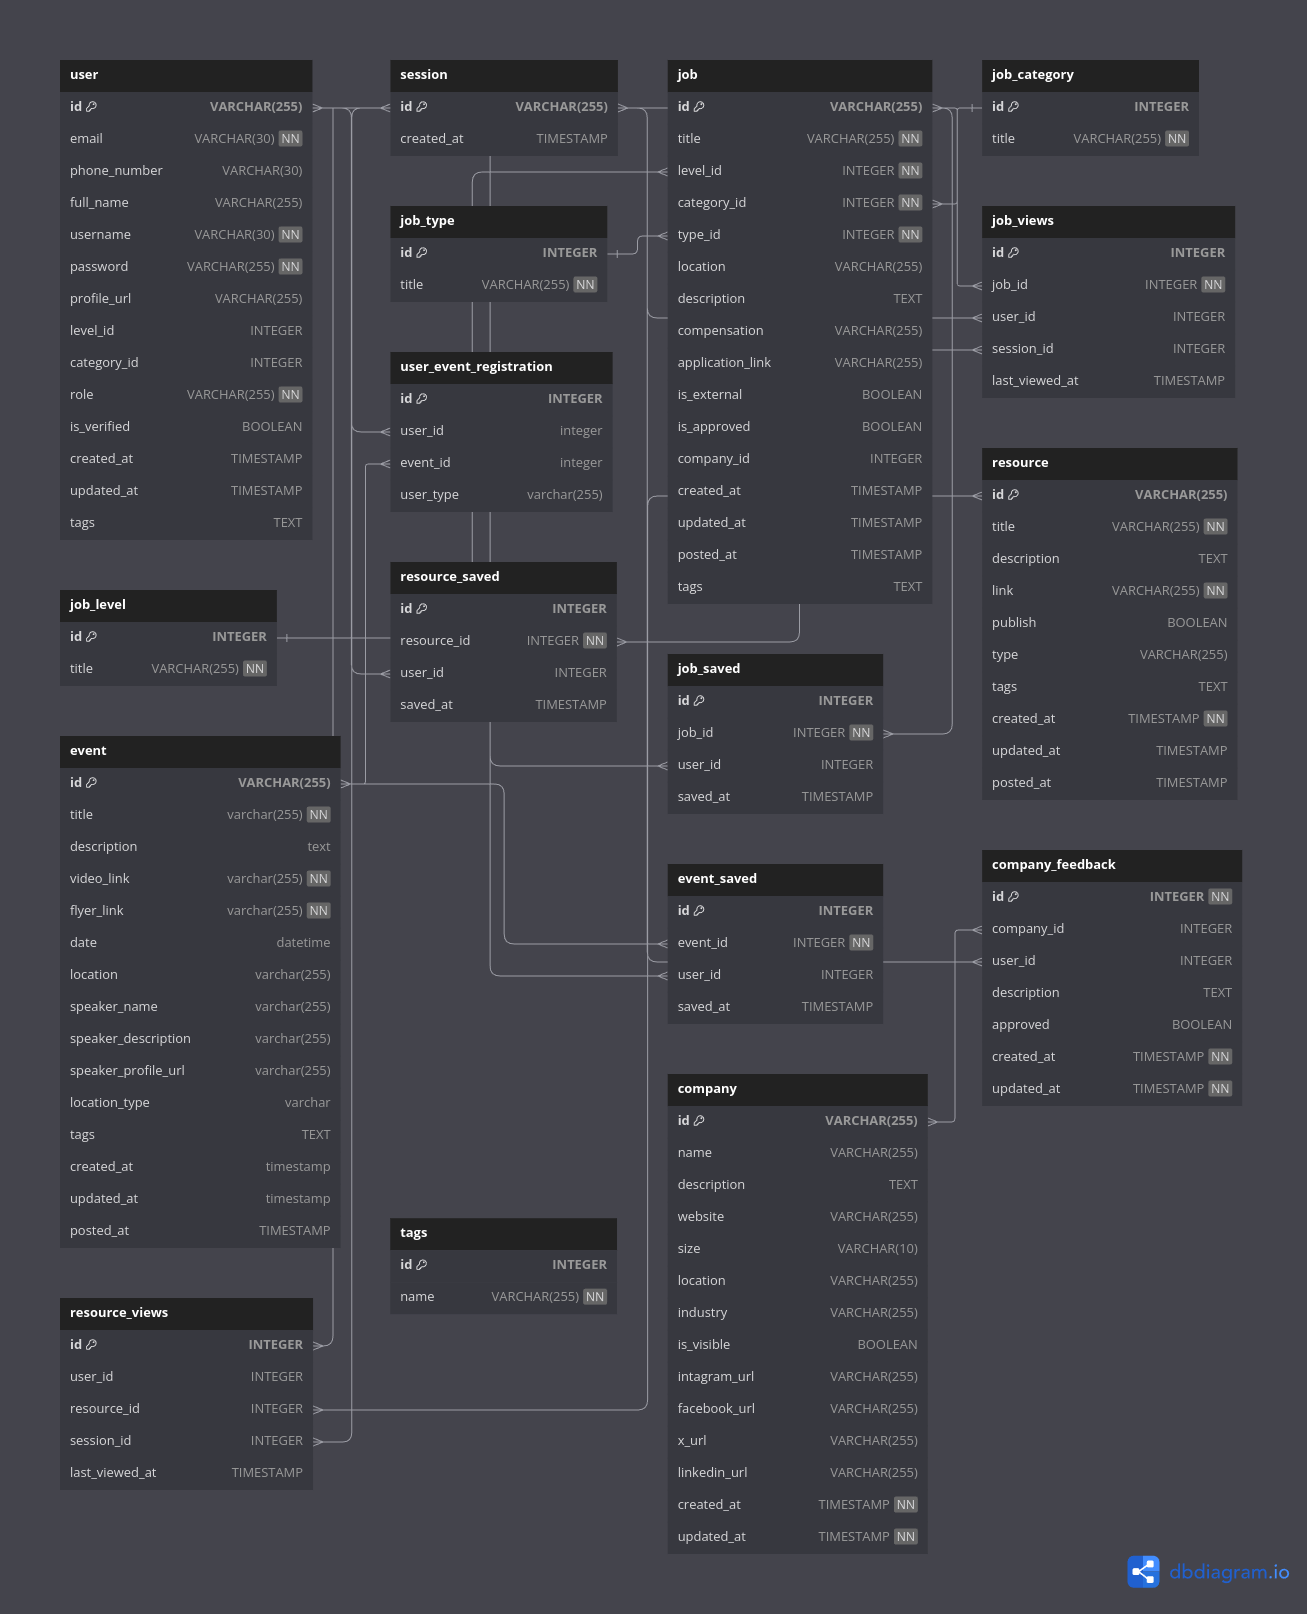 user
id VARCHAR(255)
email VARCHAR(30) NN
phone_number VARCHAR(30)
full_name VARCHAR(255)
username VARCHAR(30) NN
password VARCHAR(255) NN
profile_url VARCHAR(255)
level_id INTEGER
category_id INTEGER
role VARCHAR(255) NN
is_verified BOOLEAN
created_at TIMESTAMP
updated_at TIMESTAMP
tags TEXT
job_level
id INTEGER
title VARCHAR(255) NN
event
id VARCHAR(255)
title varchar(255) NN
description text
video_link varchar(255) NN
flyer_link varchar(255) NN
date datetime
location varchar(255)
speaker_name varchar(255)
speaker_description varchar(255)
speaker_profile_url varchar(255)
location_type varchar
tags TEXT
created_at timestamp
updated_at timestamp
posted_at TIMESTAMP
resource_views
id INTEGER
user_id INTEGER
resource_id INTEGER
session_id INTEGER
last_viewed_at TIMESTAMP
session
id VARCHAR(255)
created_at TIMESTAMP
job_type
id INTEGER
title VARCHAR(255) NN
user_event_registration
id INTEGER
user_id integer
event_id integer
user_type varchar(255)
resource_saved
id INTEGER
resource_id INTEGER NN
user_id INTEGER
saved_at TIMESTAMP
tags
id INTEGER
name VARCHAR(255) NN
job
id VARCHAR(255)
title VARCHAR(255) NN
level_id INTEGER NN
category_id INTEGER NN
type_id INTEGER NN
location VARCHAR(255)
description TEXT
compensation VARCHAR(255)
application_link VARCHAR(255)
is_external BOOLEAN
is_approved BOOLEAN
company_id INTEGER
created_at TIMESTAMP
updated_at TIMESTAMP
posted_at TIMESTAMP
tags TEXT
job_saved
id INTEGER
job_id INTEGER NN
user_id INTEGER
saved_at TIMESTAMP
event_saved
id INTEGER
event_id INTEGER NN
user_id INTEGER
saved_at TIMESTAMP
company
id VARCHAR(255)
name VARCHAR(255)
description TEXT
website VARCHAR(255)
size VARCHAR(10)
location VARCHAR(255)
industry VARCHAR(255)
is_visible BOOLEAN
intagram_url VARCHAR(255)
facebook_url VARCHAR(255)
x_url VARCHAR(255)
linkedin_url VARCHAR(255)
created_at TIMESTAMP NN
updated_at TIMESTAMP NN
job_category
id INTEGER
title VARCHAR(255) NN
job_views
id INTEGER
job_id INTEGER NN
user_id INTEGER
session_id INTEGER
last_viewed_at TIMESTAMP
resource
id VARCHAR(255)
title VARCHAR(255) NN
description TEXT
link VARCHAR(255) NN
publish BOOLEAN
type VARCHAR(255)
tags TEXT
created_at TIMESTAMP NN
updated_at TIMESTAMP
posted_at TIMESTAMP
company_feedback
id INTEGER NN
company_id INTEGER
user_id INTEGER
description TEXT
approved BOOLEAN
created_at TIMESTAMP NN
updated_at TIMESTAMP NN
dbdiagram.io